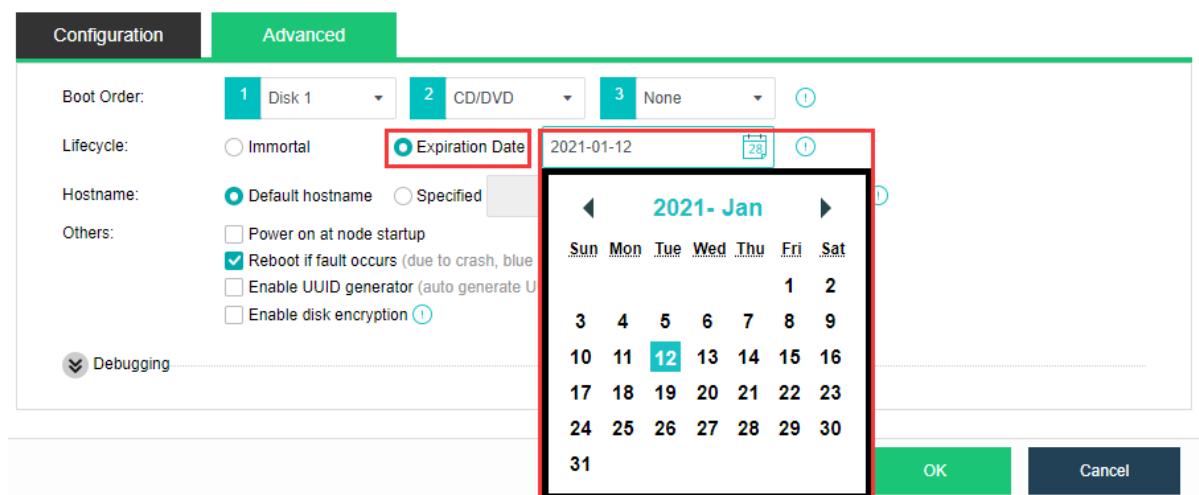 Configuration Advanced
Boot Order: 1 Disk 1 2 CD/DVD 3 None
Lifecycle: Immortal Expiration Date 2021-01-12 28
Hostname: Default hostname Specified
Others: Power on at node startup
Reboot if fault occurs (due to crash, blue
Enable UUID generator (auto generate U
Enable disk encryption
Debugging
2021- Jan
Sun Mon Tue Wed Thu Fri Sat
1 2
3 4 5 6 7 8 9
10 11 12 13 14 15 16
17 18 19 20 21 22 23
24 25 26 27 28 29 30
31
OK Cancel